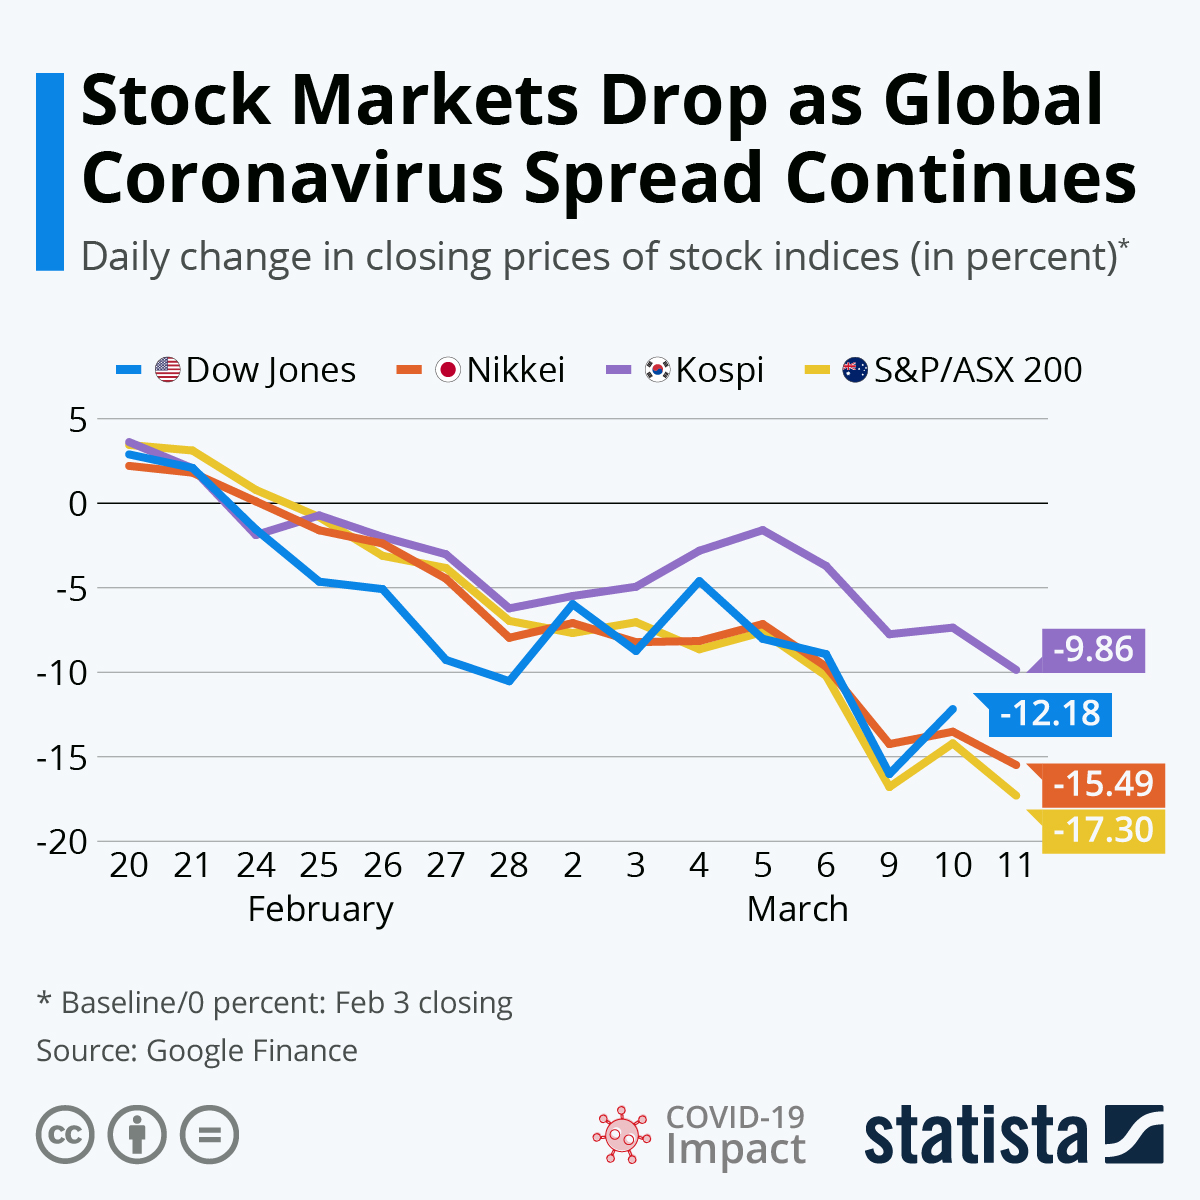 Stock Markets Drop as Global
Coronavirus Spread Continues
Daily change in closing prices of stock indices (in percent)*
Dow Jones Nikkei Kospi S&P/ASX 200
5
0
-5
-10
-15
-20
-9.86
-12.18
-15.49
-17.30
20 21 24 25 26 27 28 2 3 4 5 6 9 10 11
February March
* Baseline/0 percent: Feb 3 closing
Source: Google Finance
cc
COVID-19
Impact
statista